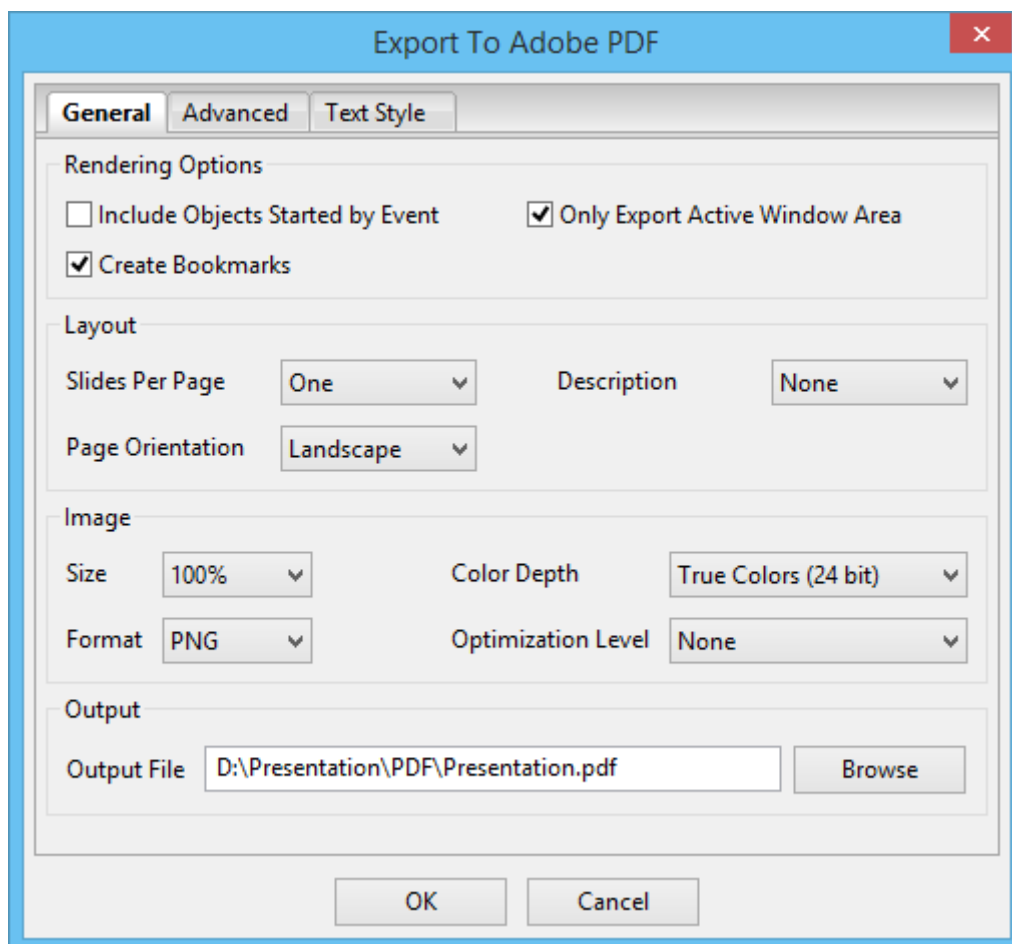 Export To Adobe PDF
General Advanced Text Style
Rendering Options
Include Objects Started by Event Only Export Active Window Area
Create Bookmarks
Layout
Slides Per Page One Description None
Page Orientation Landscape
Image
Size 100% Color Depth True Colors (24 bit)
Format PNG Optimization Level None
Output
Output File D:\Presentation\PDF\Presentation.pdf Browse
OK Cancel